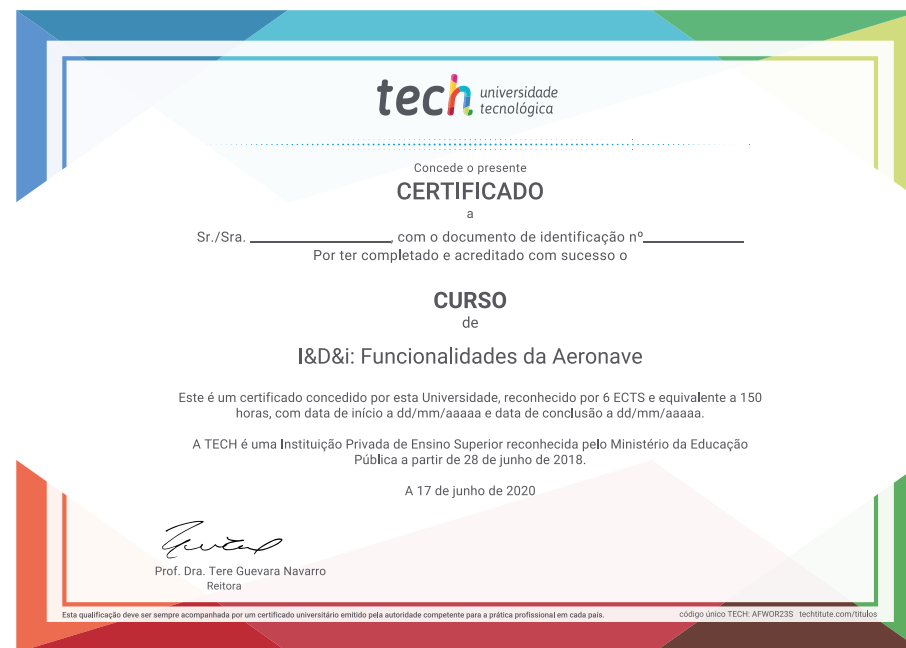 tech universidade
tecnológica
Concede o presente
CERTIFICADO
a
Sr./Sra. ____________________, com o documento de identificação nº______________
Por ter completado e acreditado com sucesso o
CURSO
de
I&D&i: Funcionalidades da Aeronave
Este é um certificado concedido por esta Universidade, reconhecido por 6 ECTS e equivalente a 150
horas, com data de início a dd/mm/aaaaa e data de conclusão a dd/mm/aaaaa.
A TECH é uma Instituição Privada de Ensino Superior reconhecida pelo Ministério da Educação
Pública a partir de 28 de junho de 2018.
A 17 de junho de 2020
Prof. Dra. Tere Guevara Navarro
Reitora
Esta qualificação deve ser sempre acompanhada por um certificado universitário emitido pela autoridade competente para a prática profissional em cada país.
código único TECH: AFWOR23S techtitute.com/titulos